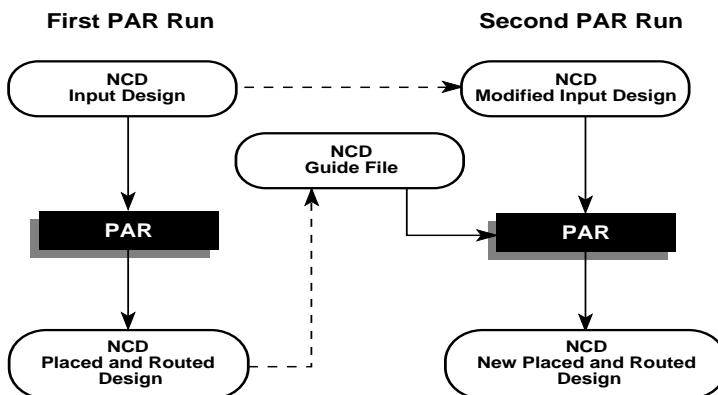 First PAR Run
Second PAR Run
NCD
Input Design
NCD
Modified Input Design
NCD
Guide File
PAR
PAR
NCD
Placed and Routed
Design
NCD
New Placed and Routed
Design